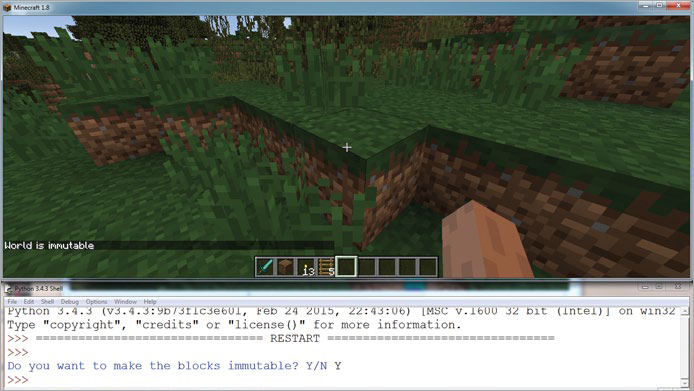 Minecraft 1.8
World is immutable
13 5
Python 3.4.3 Shell
File Edit Shell Debug Options Window Help
Python 3.4.3 (v3.4.3:9b73f1c3e601, Feb 24 2015, 22:43:06) [MSC v.1600 32 bit (Intel)] on win32
Type "copyright", "credits" or "license()" for more information.
>>> ================================ RESTART ================================
>>>
Do you want to make the blocks immutable? Y/N Y
>>>